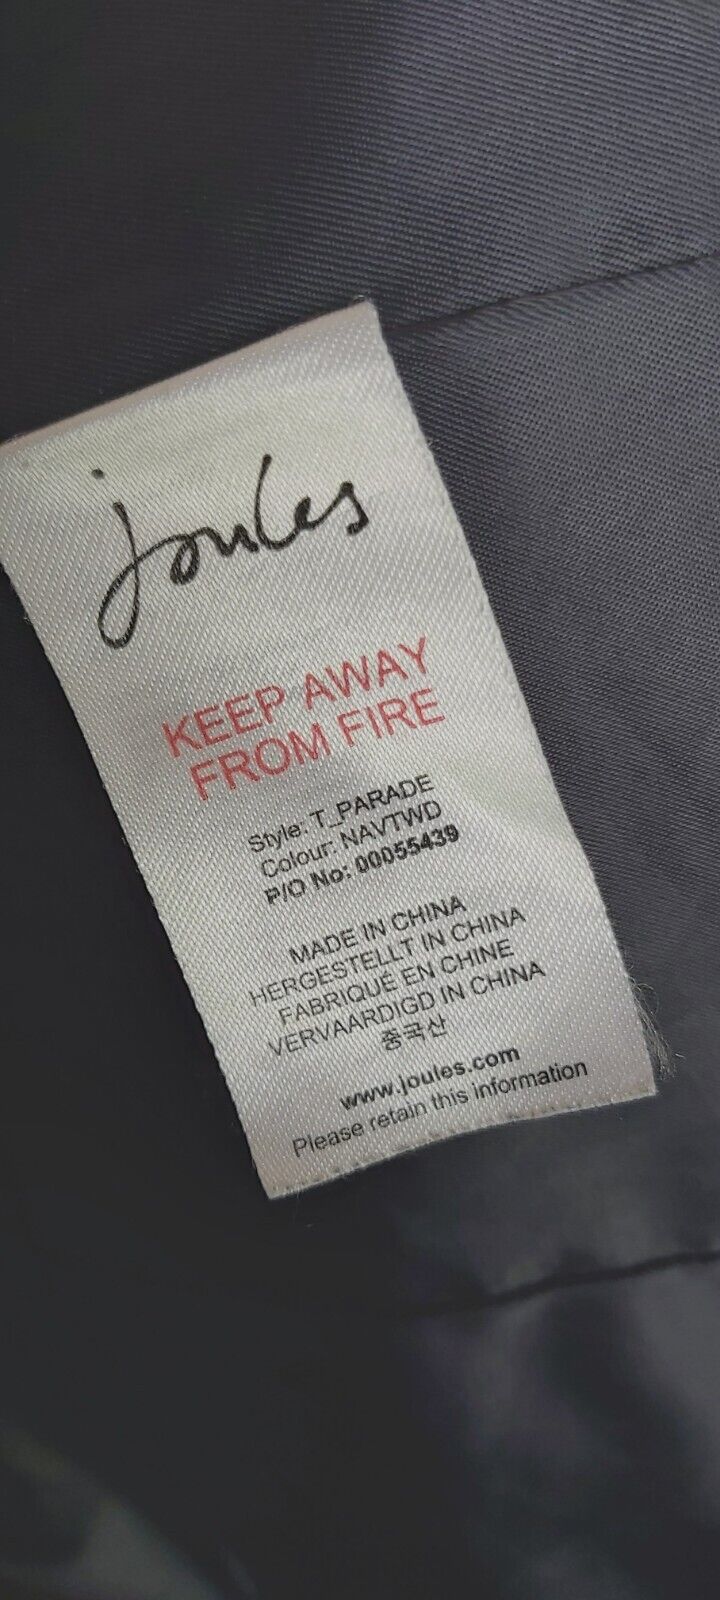 Joules
KEEP AWAY
FROM FIRE
Style: T_PARADE
Colour: NAVTWD
P/O No: 00055439
MADE IN CHINA
HERGESTELLT IN CHINA
FABRIQUÉ EN CHINE
VERVAARDIGD IN CHINA
중국산
www.joules.com
Please retain this information